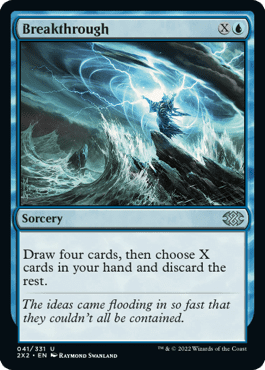 Breakthrough X
Sorcery
Draw four cards, then choose X
cards in your hand and discard the
rest.
The ideas came flooding in so fast that
they couldn't all be contained.
041/331 U
2X2 • EN RAYMOND SWANLAND
™ & © 2022 Wizards of the Coast